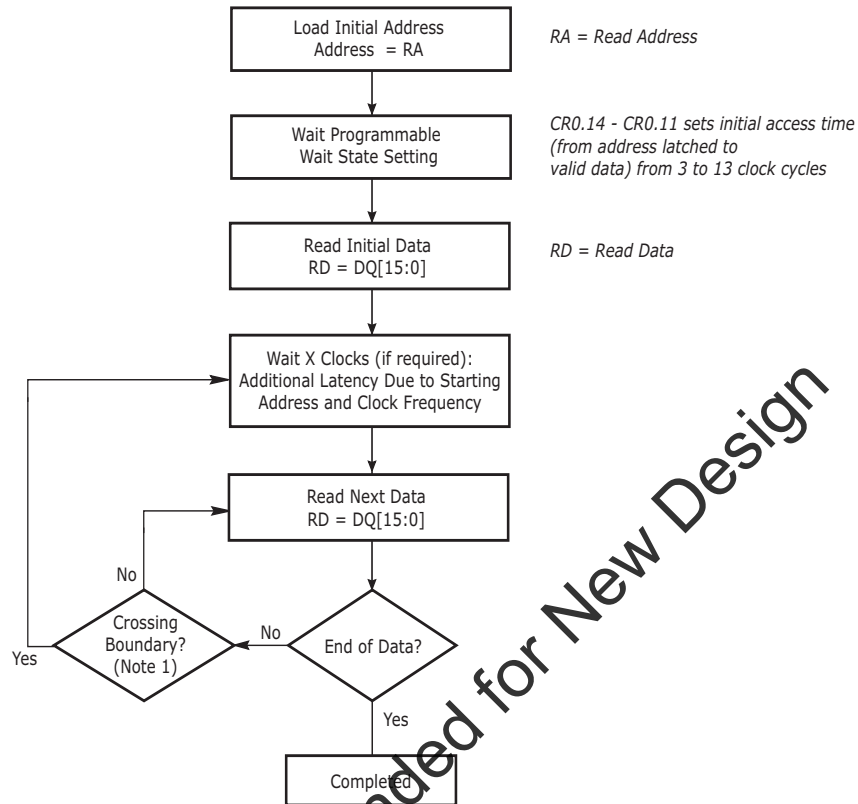 Load Initial Address
Address = RA
RA = Read Address
Wait Programmable
Wait State Setting
CR0.14 - CR0.11 sets initial access time
(from address latched to
valid data) from 3 to 13 clock cycles
Read Initial Data
RD = DQ[15:0]
RD = Read Data
Wait X Clocks (if required):
Additional Latency Due to Starting
Address and Clock Frequency
Read Next Data
RD = DQ[15:0]
No
Crossing
Boundary?
(Note 1)
No
End of Data?
Yes
Yes
Completed
ded for New Design